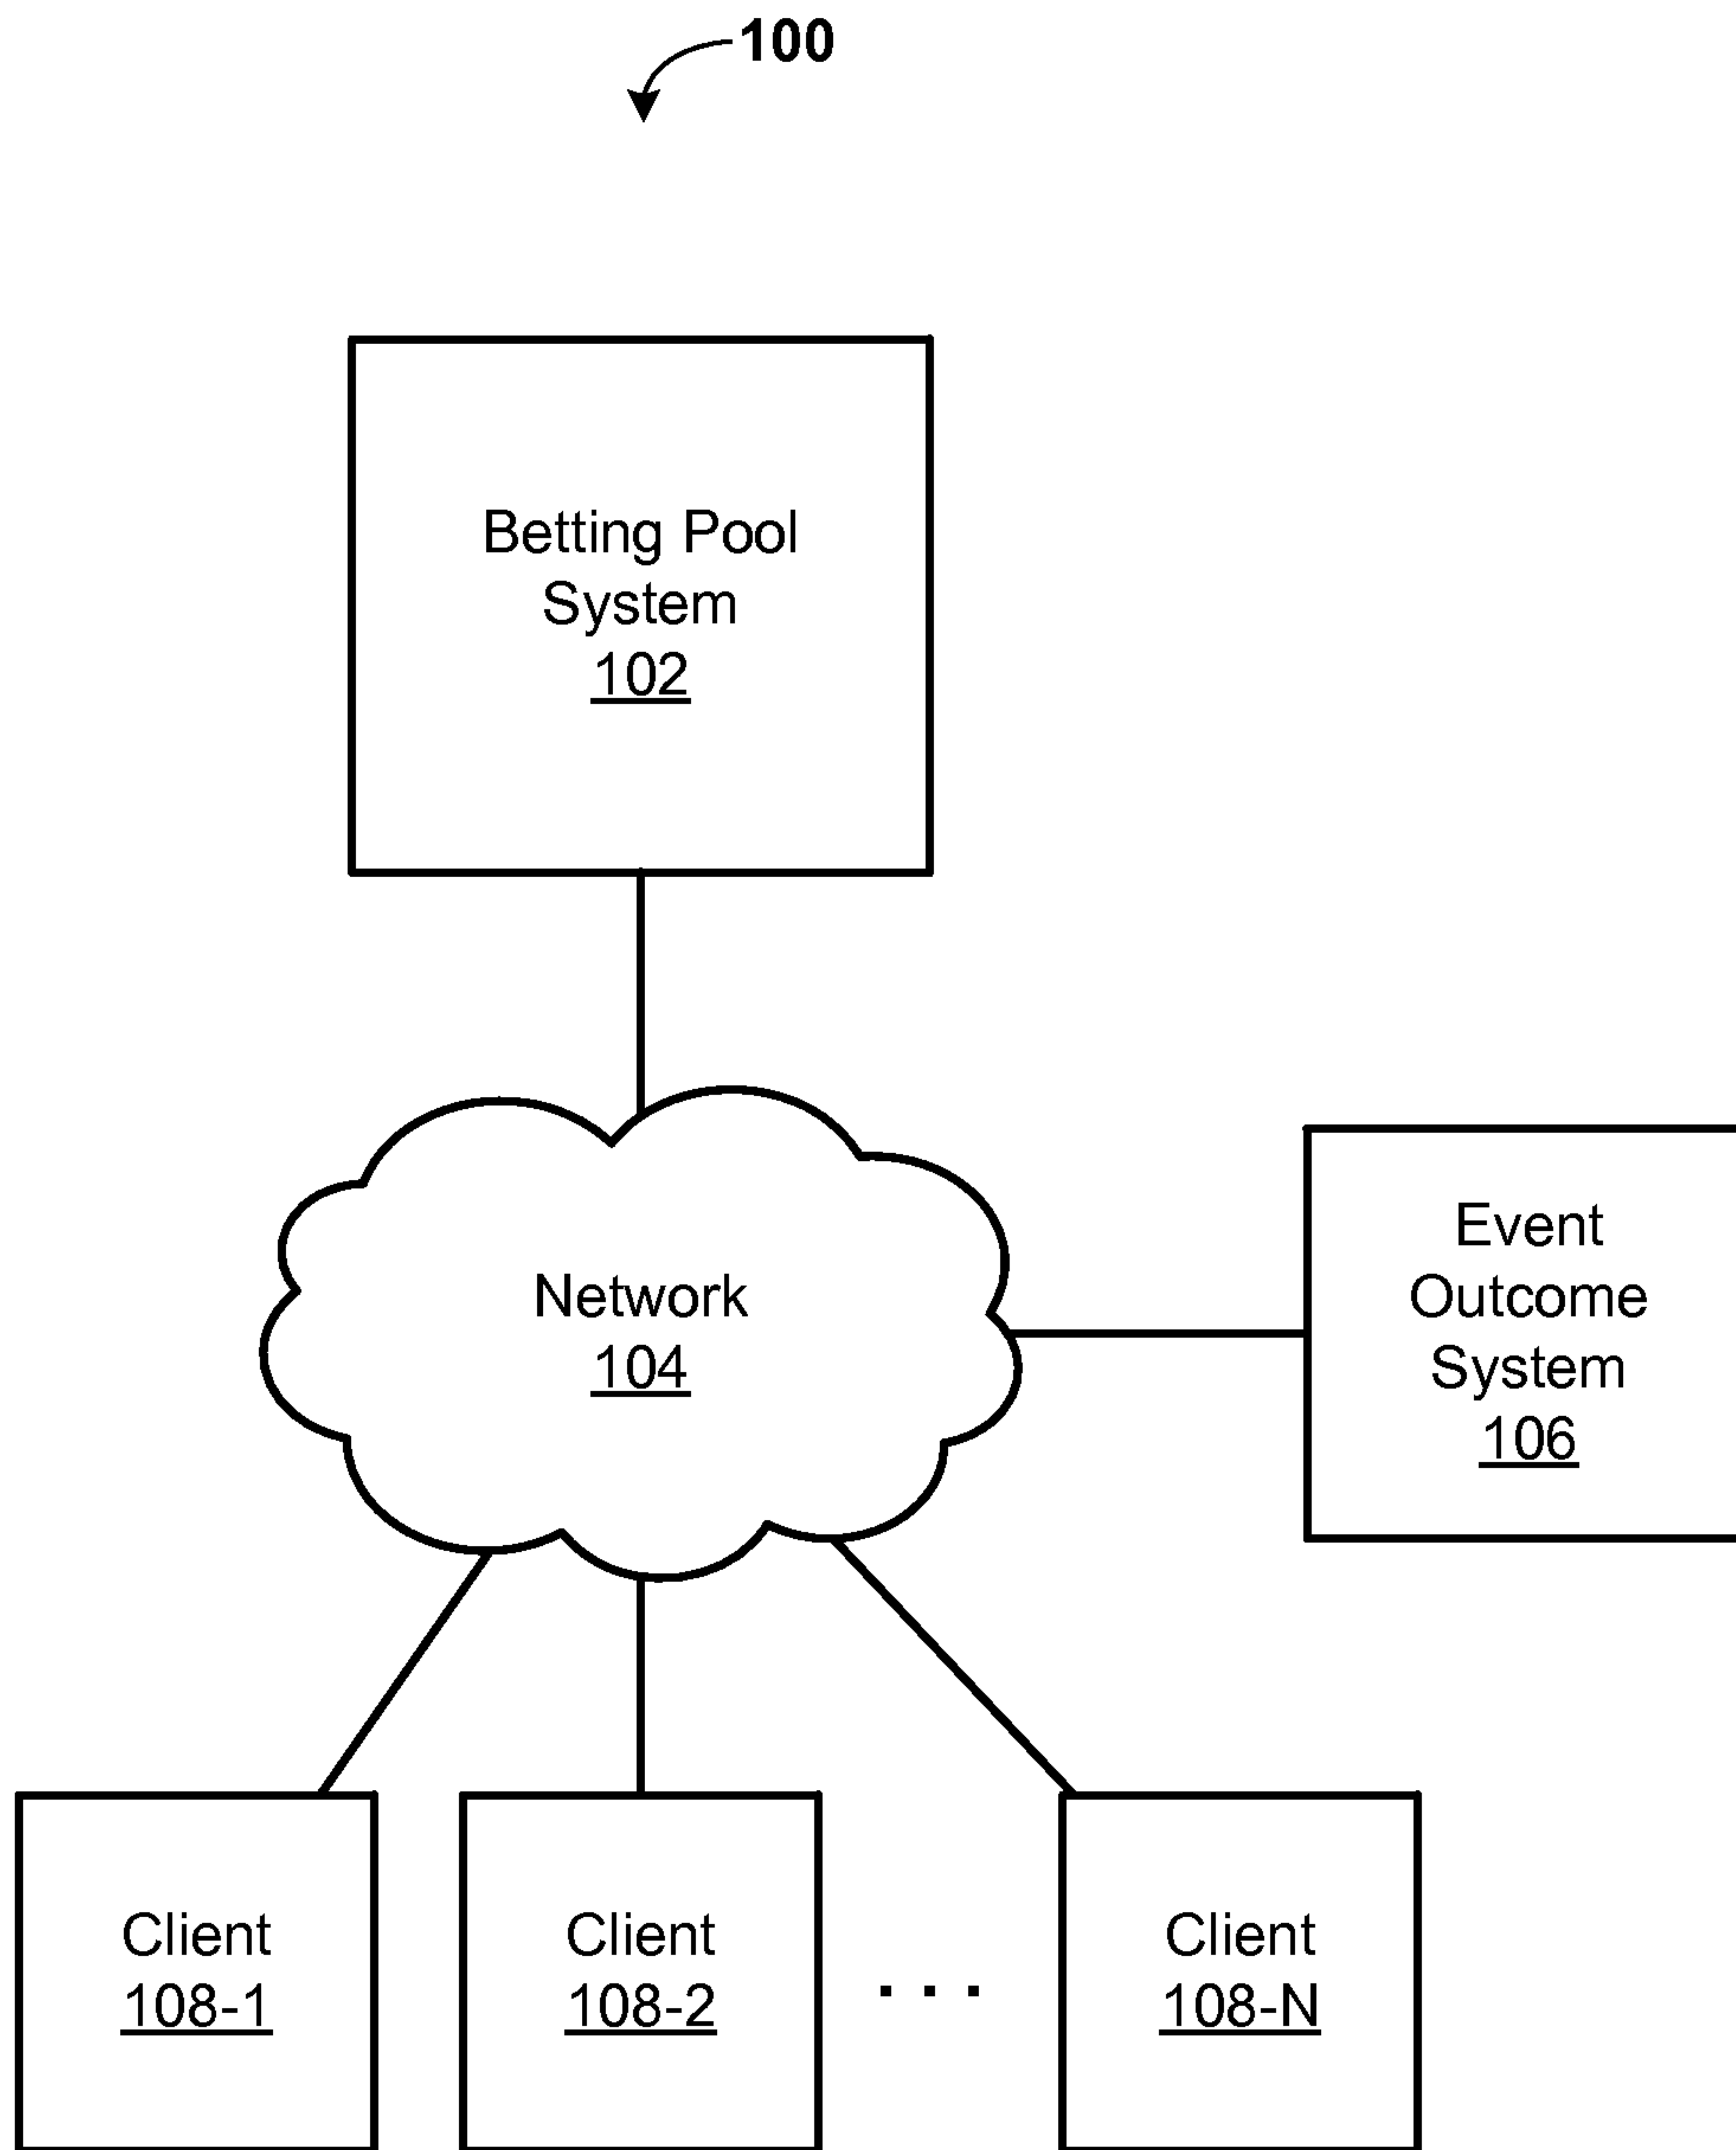 100
Betting Pool
System
102
Network
104
Event
Outcome
System
106
Client
108-1
Client
108-2
. . .
Client
108-N